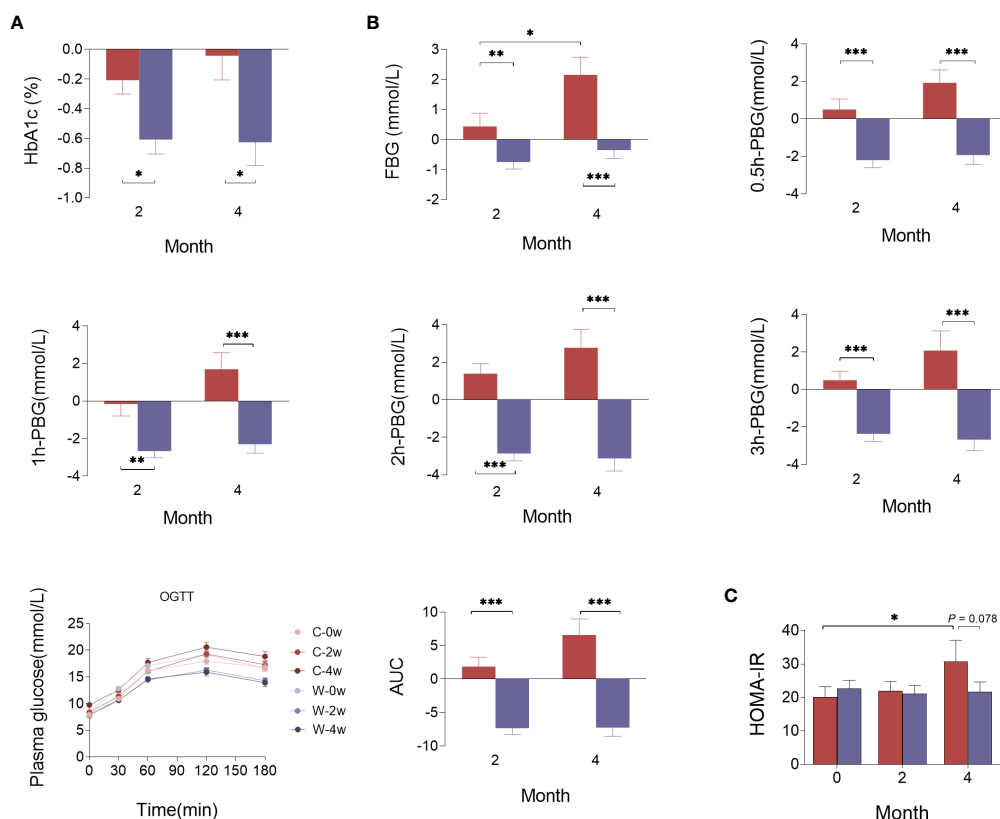 A
HbA1c (%)
0.0
-0.2
-0.4
-0.6
-0.8
-1.0
*
*
2
4
Month
B
FBG (mmol/L)
3
2
1
0
-1
-2
*
**
***
2
4
Month
0.5h-PBG(mmol/L)
4
2
0
-2
-4
***
***
2
4
Month
1h-PBG(mmol/L)
4
2
0
-2
-4
***
**
2
4
Month
2h-PBG(mmol/L)
4
2
0
-2
-4
***
***
2
4
Month
3h-PBG(mmol/L)
4
2
0
-2
-4
***
***
2
4
Month
OGTT
Plasma glucose(mmol/L)
25
20
15
10
5
0
0 30 60 90 120 150 180
Time(min)
C-0w
C-2w
C-4w
W-0w
W-2w
W-4w
AUC
10
5
0
-5
-10
***
***
2
4
Month
C
HOMA-IR
40
30
20
10
0
*
P = 0.078
0
2
4
Month